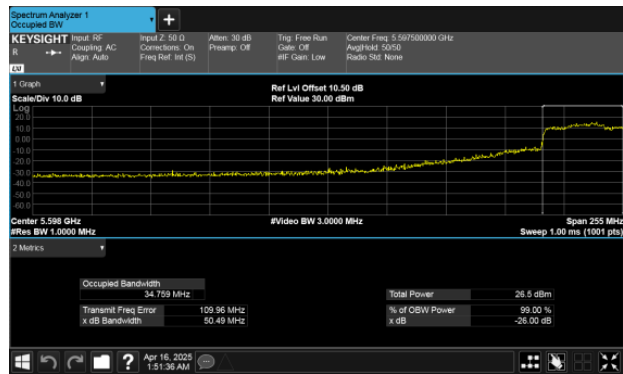 Spectrum Analyzer 1
Occupied BW
+
KEYSIGHT Input: RF Input Z: 50 Ω Atten: 30 dB Trig: Free Run Center Freq: 5.597500000 GHz
R Coupling: AC Corrections: On Preamp: Off Gate: Off Avg|Hold: 50/50
Align: Auto Freq Ref: Int (S) #IF Gain: Low Radio Std: None
LXI
1 Graph
Ref Lvl Offset 10.50 dB
Scale/Div 10.0 dB Ref Value 30.00 dBm
Log
20.0
10.0
0.00
-10.0
-20.0
-30.0
-40.0
-50.0
-60.0
Center 5.598 GHz #Video BW 3.0000 MHz Span 255 MHz
#Res BW 1.0000 MHz Sweep 1.00 ms (1001 pts)
2 Metrics
Occupied Bandwidth
34.759 MHz Total Power 26.5 dBm
Transmit Freq Error 109.96 MHz % of OBW Power 99.00 %
x dB Bandwidth 50.49 MHz x dB -26.00 dB
? Apr 16, 2025
1:51:36 AM